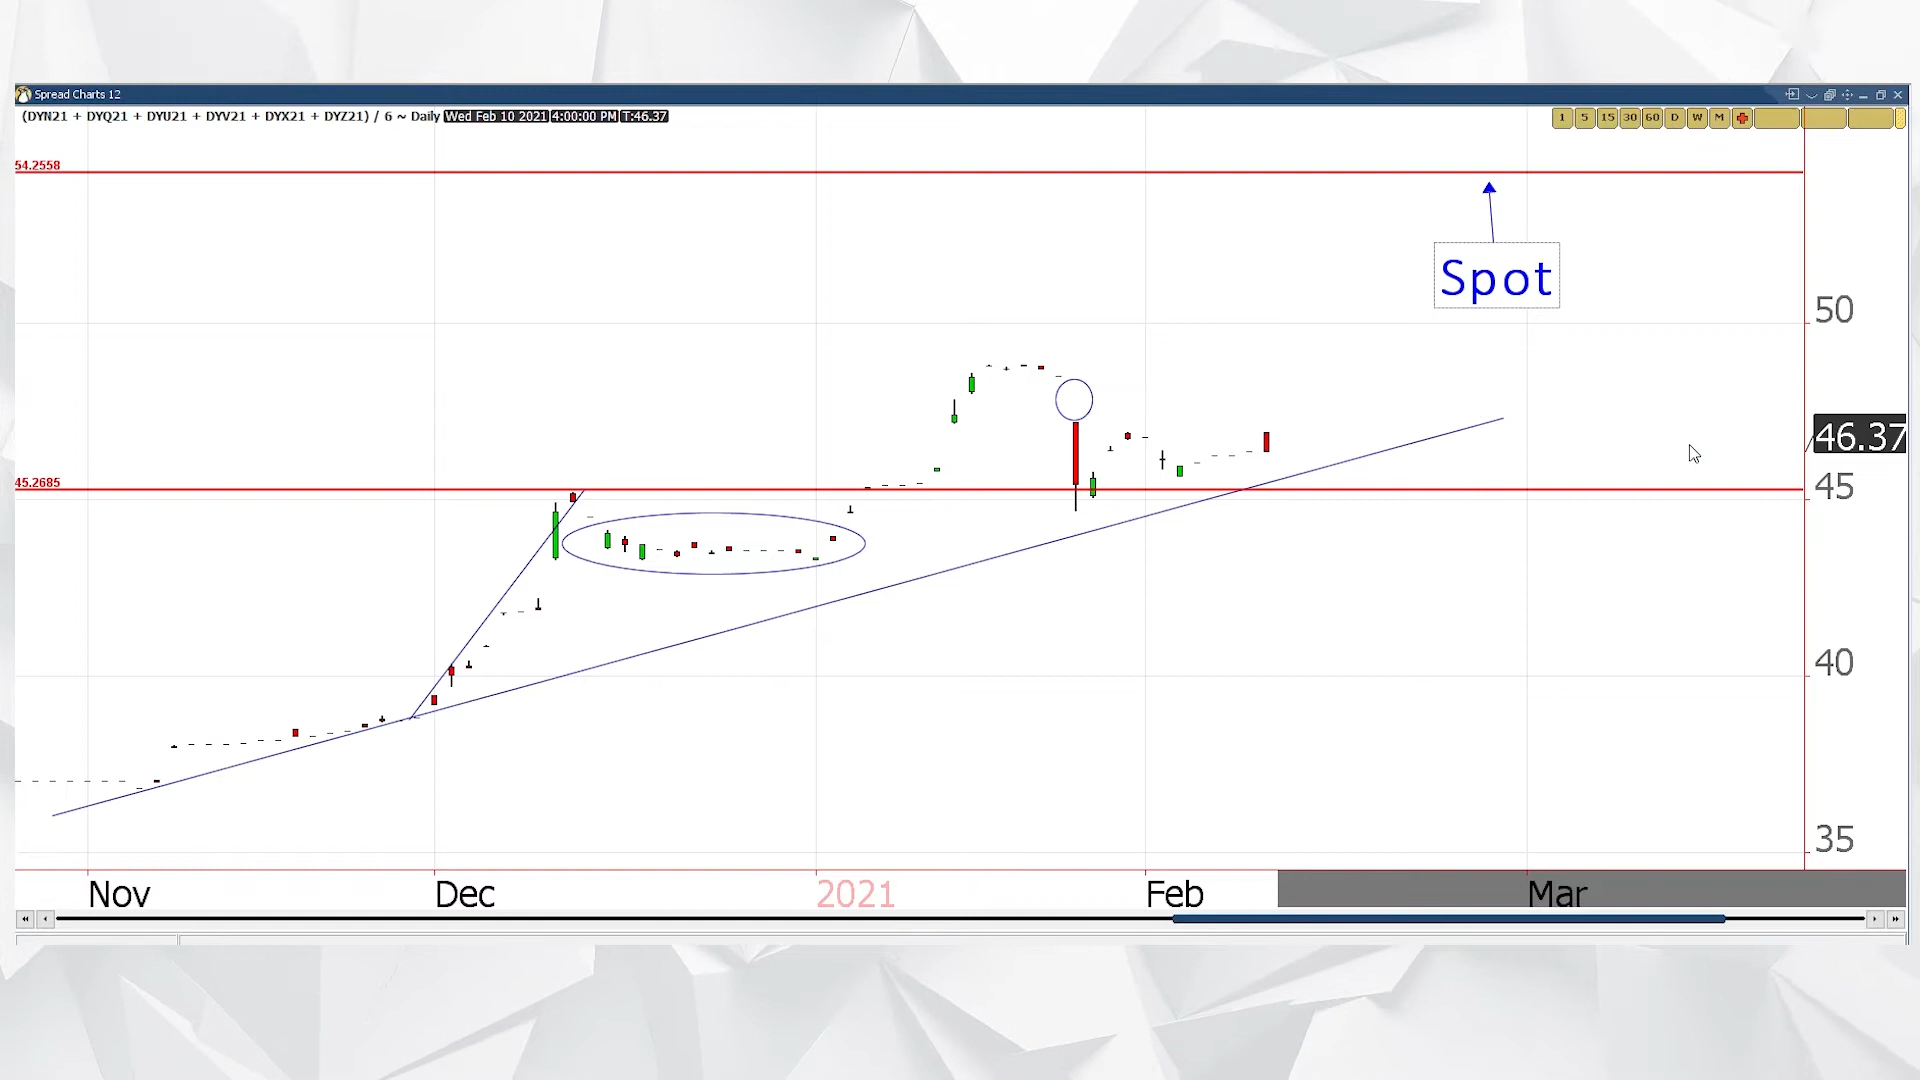 Spread Charts 12
(DYN21 + DYQ21 + DYU21 + DYV21 + DYX21 + DYZ21) / 6 ~ Daily Wed Feb 10 2021 4:00:00 PM T:46.37
1 5 15 30 60 D W M
54.2558
Spot
50
46.37
45.2685
45
40
35
Nov Dec 2021 Feb Mar